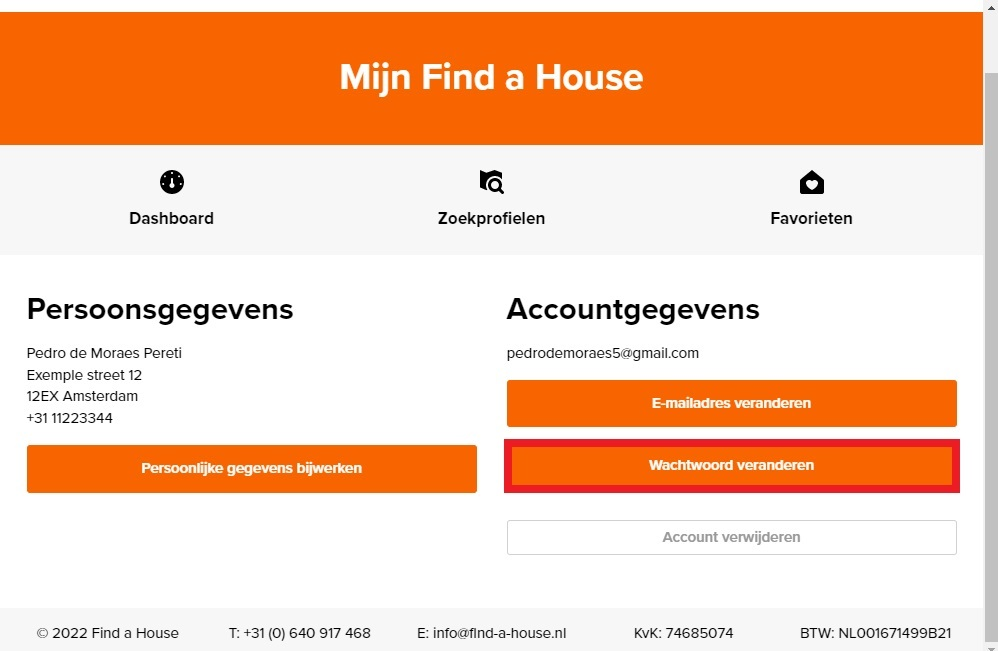 Mijn Find a House
Dashboard
Zoekprofielen
Favorieten
Persoonsgegevens
Pedro de Moraes Pereti
Exemple street 12
12EX Amsterdam
+31 11223344
Persoonlijke gegevens bijwerken
Accountgegevens
pedrodemoraes5@gmail.com
E-mailadres veranderen
Wachtwoord veranderen
Account verwijderen
© 2022 Find a House
T: +31 (0) 640 917 468
E: info@find-a-house.nl
KvK: 74685074
BTW: NL001671499B21